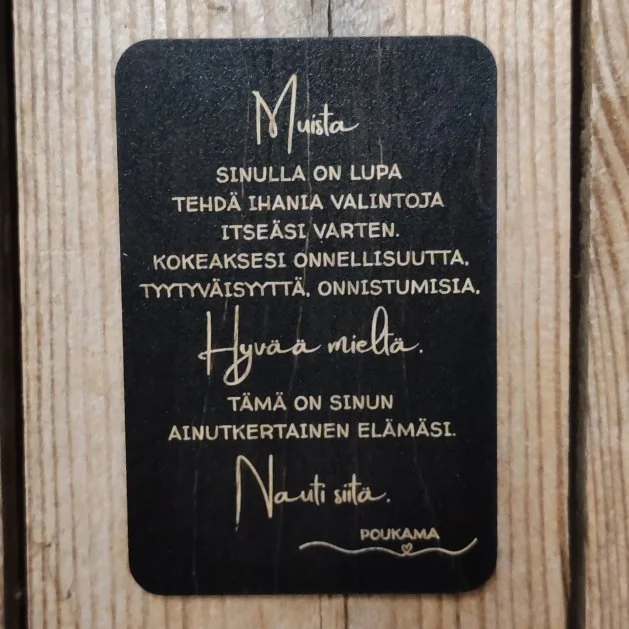 Muista
SINULLA ON LUPA
TEHDÄ IHANIA VALINTOJA
ITSEÄSI VARTEN.
KOKEAKSESI ONNELLISUUTTA,
TYYTYVÄISYYTTÄ, ONNISTUMISIA,
Hyvää mieltä.
TÄMÄ ON SINUN
AINUTKERTAINEN ELÄMÄSI.
Nauti siitä.
POUKAMA